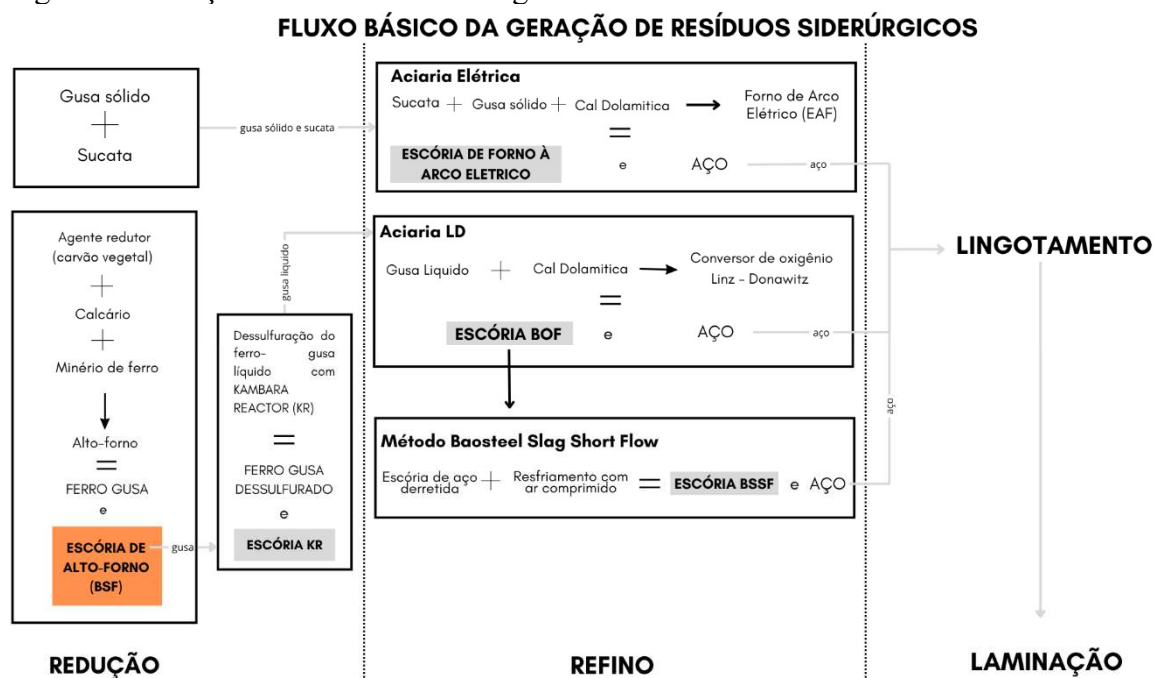 FLUXO BÁSICO DA GERAÇÃO DE RESÍDUOS SIDERÚRGICOS
Gusa sólido
+
Sucata
gusa sólido e sucata
Aciaria Elétrica
Sucata + Gusa sólido + Cal Dolamitica
Forno de Arco
Elétrico (EAF)
=
ESCÓRIA DE FORNO À
ARCO ELETRICO
e
AÇO
aço
Agente redutor
(carvão vegetal)
+
Calcário
+
Minério de ferro
Alto-forno
=
FERRO GUSA
e
ESCÓRIA DE
ALTO-FORNO
(BSF)
gusa
Dessulfuração do
ferro- gusa
líquido com
KAMBARA
REACTOR (KR)
=
FERRO GUSA
DESSULFURADO
e
ESCÓRIA KR
gusa liquido
Aciaria LD
Gusa Liquido + Cal Dolamitica
Conversor de oxigênio
Linz - Donawitz
=
ESCÓRIA BOF
e
AÇO
aço
Método Baosteel Slag Short Flow
Escória de aço
derretida
+
Resfriamento com
ar comprimido
=
ESCÓRIA BSSF
e AÇO
aço
LINGOTAMENTO
REDUÇÃO
REFINO
LAMINAÇÃO